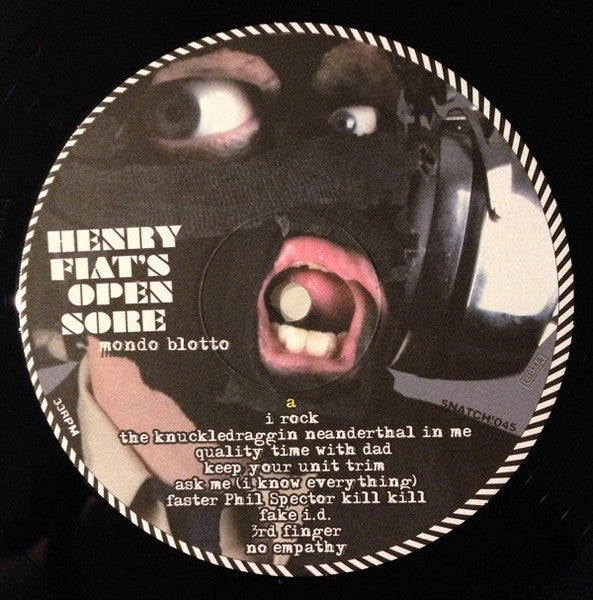 HENRY
FIAT'S
OPEN
SORE
mondo blotto
33RPM
GEMA
SNATCH!045
a
i rock
the knuckledraggin neanderthal in me
quality time with dad
keep your unit trim
ask me (i know everything)
faster Phil Spector kill kill
fake i.d.
3rd finger
no empathy